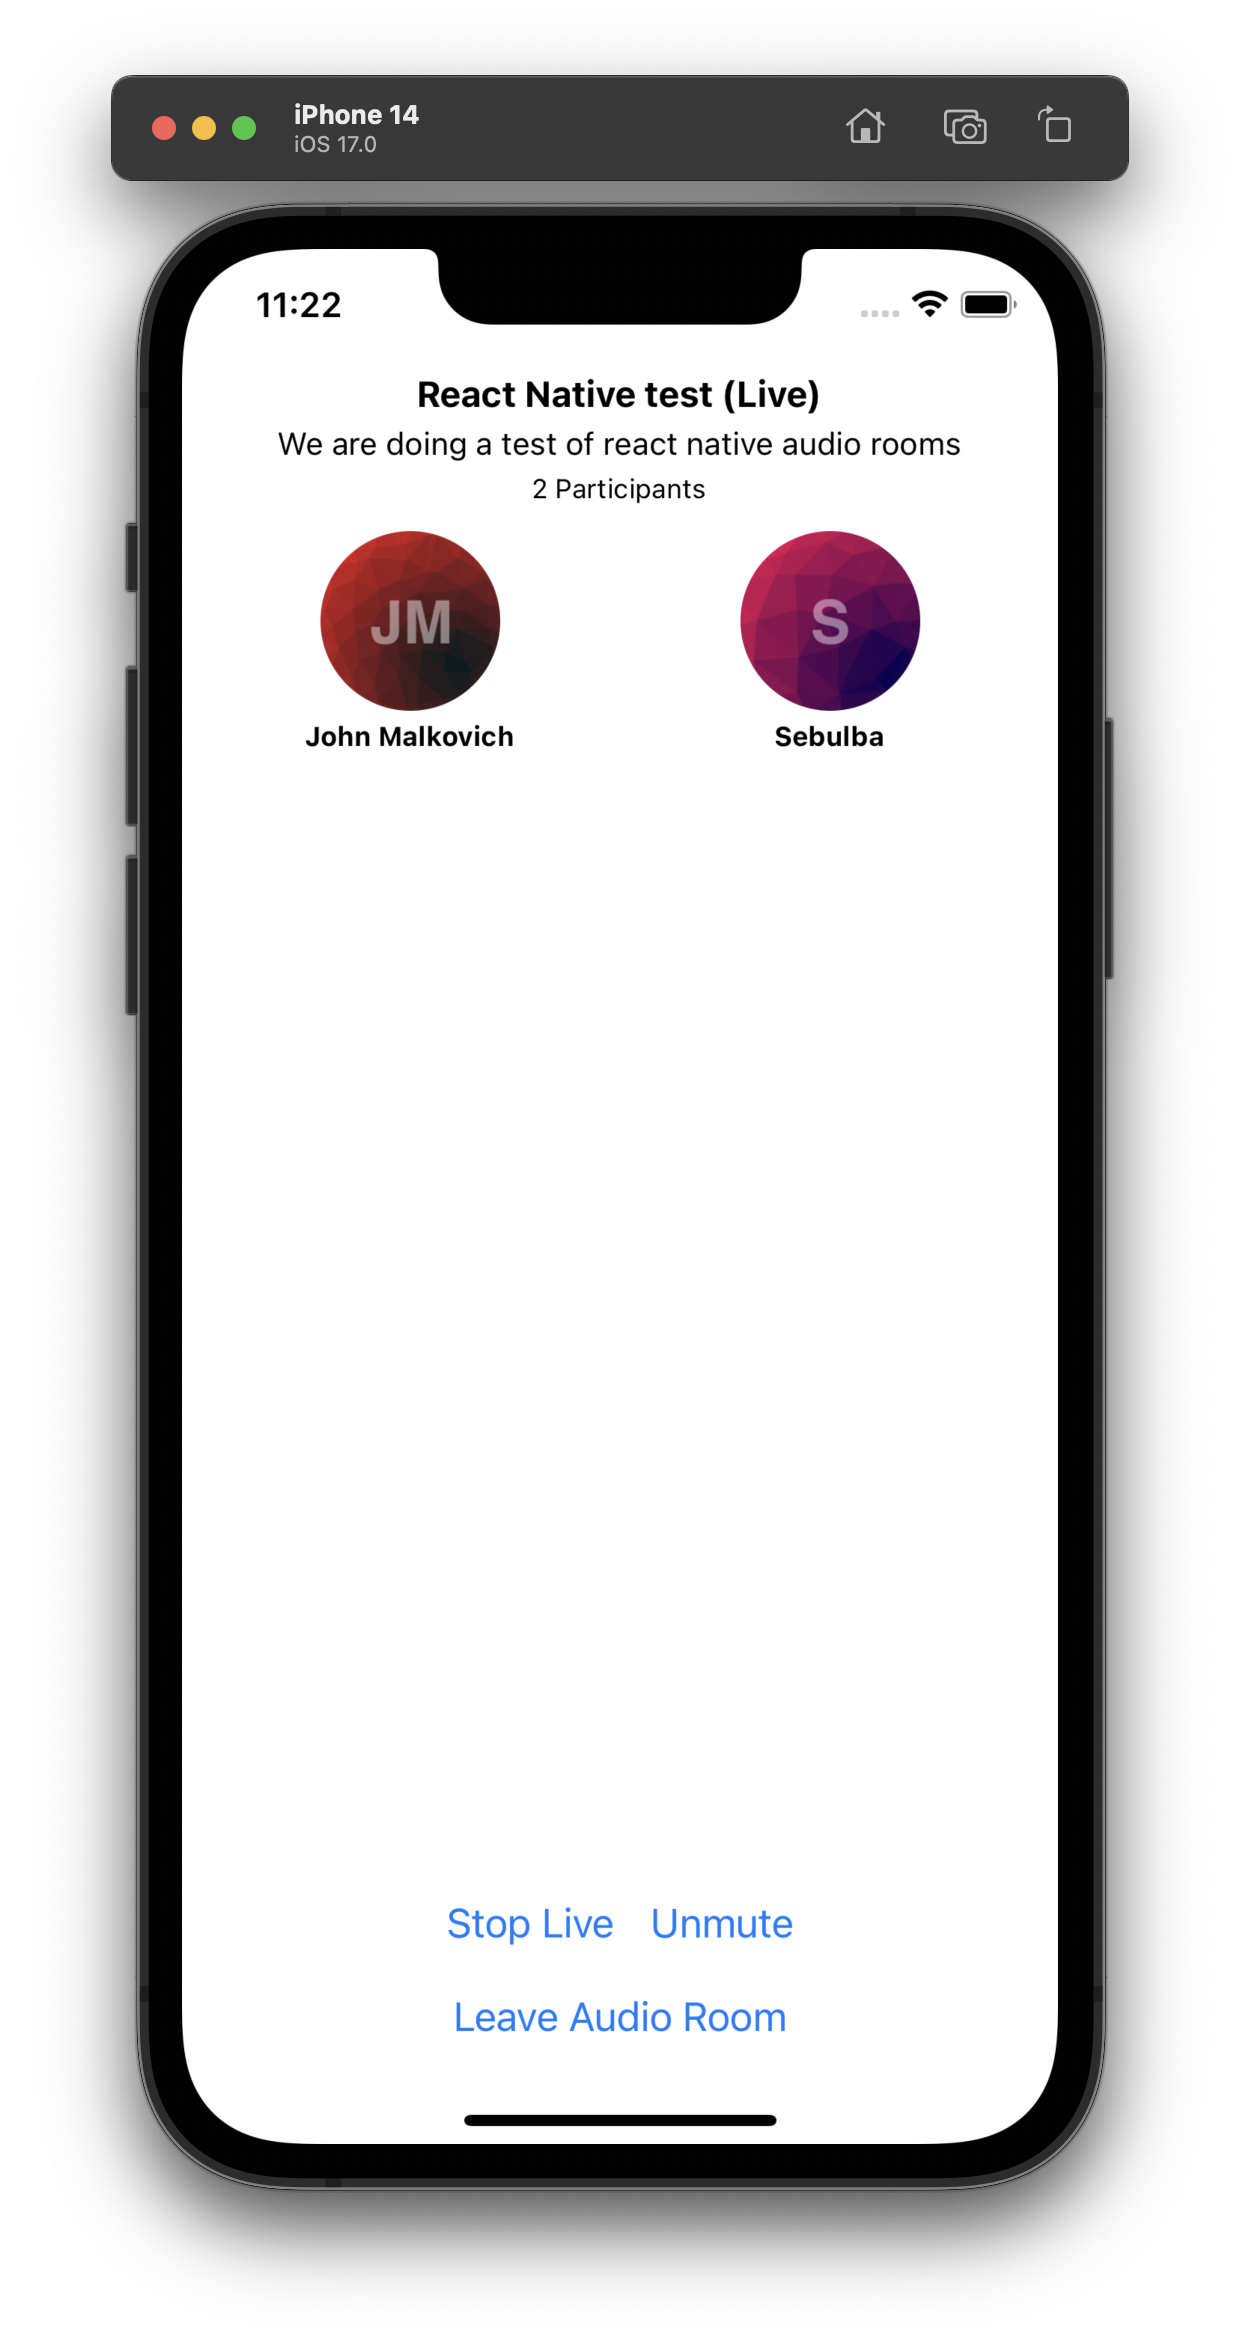 iPhone 14
iOS 17.0
11:22
React Native test (Live)
We are doing a test of react native audio rooms
2 Participants
JM
S
John Malkovich
Sebulba
Stop Live
Unmute
Leave Audio Room